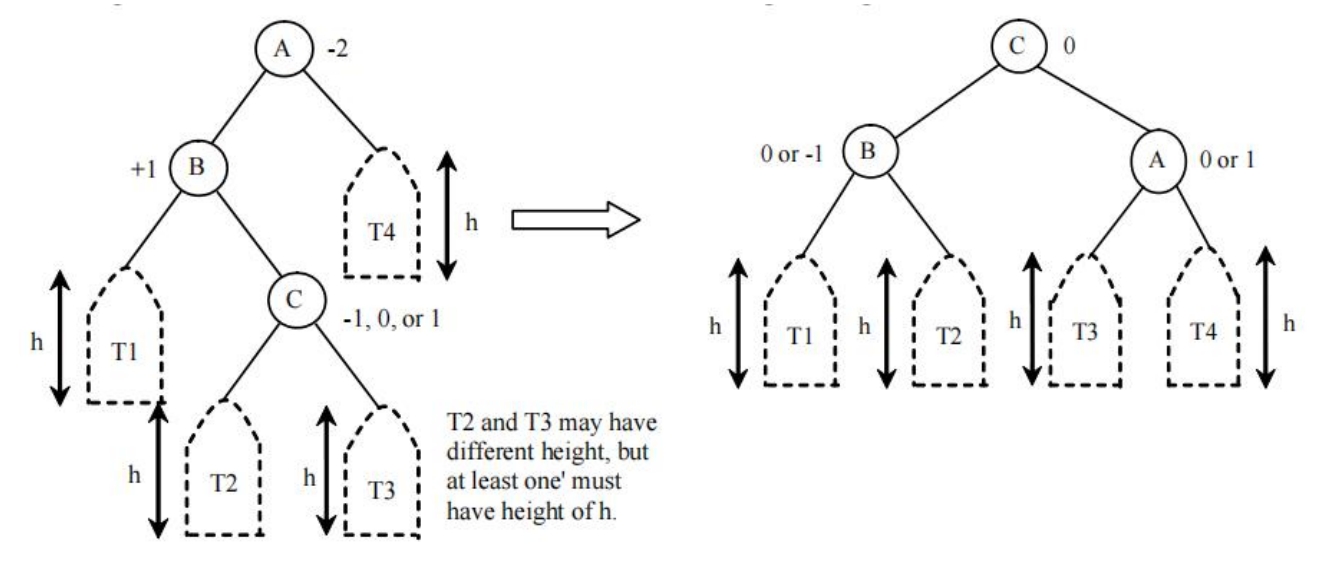 A -2
+1 B
T4 h
C -1, 0, or 1
h T1
h T2 h T3
T2 and T3 may have
different height, but
at least one' must
have height of h.
C 0
0 or -1 B
A 0 or 1
h T1 h T2 h T3 T4 h